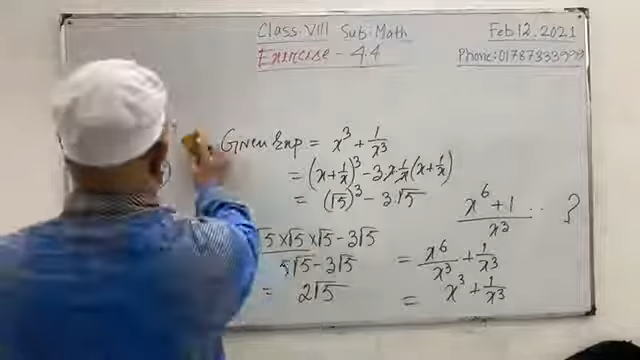 Class: VIII Sub: Math
Feb 12, 2021
Exercise - 4.4
Phone: 01787333999
Given Exp = x³ + 1/x³
= (x + 1/x)³ - 3.x.1/x (x + 1/x)
= (√5)³ - 3.√5
√5 × √5 × √5 - 3√5
5√5 - 3√5
= 2√5
x⁶ + 1 / x³ .. ?
= x⁶/x³ + 1/x³
= x³ + 1/x³